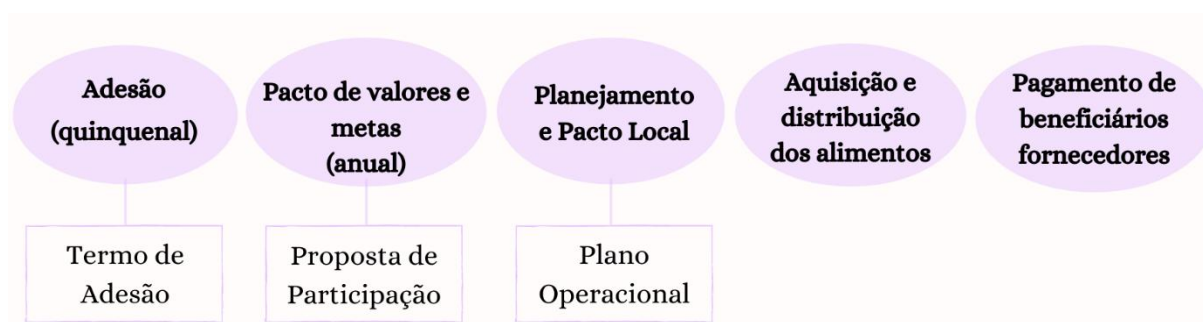 Adesão
(quinquenal)
Pacto de valores e
metas
(anual)
Planejamento
e Pacto Local
Aquisição e
distribuição
dos alimentos
Pagamento de
beneficiários
fornecedores
Termo de
Adesão
Proposta de
Participação
Plano
Operacional